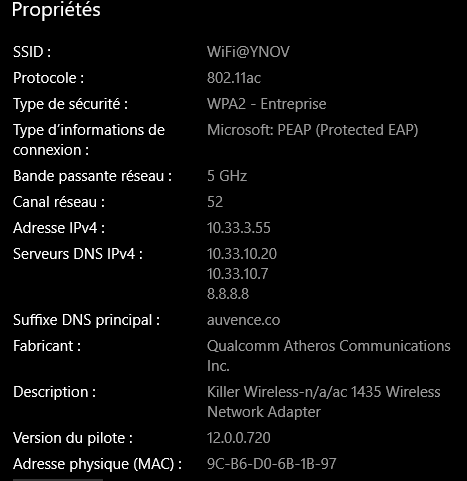 Propriétés
SSID : WiFi@YNOV
Protocole : 802.11ac
Type de sécurité : WPA2 - Entreprise
Type d’informations de connexion : Microsoft: PEAP (Protected EAP)
Bande passante réseau : 5 GHz
Canal réseau : 52
Adresse IPv4 : 10.33.3.55
Serveurs DNS IPv4 : 10.33.10.20
10.33.10.7
8.8.8.8
Suffixe DNS principal : auvence.co
Fabricant : Qualcomm Atheros Communications
Inc.
Description : Killer Wireless-n/a/ac 1435 Wireless
Network Adapter
Version du pilote : 12.0.0.720
Adresse physique (MAC) : 9C-B6-D0-6B-1B-97